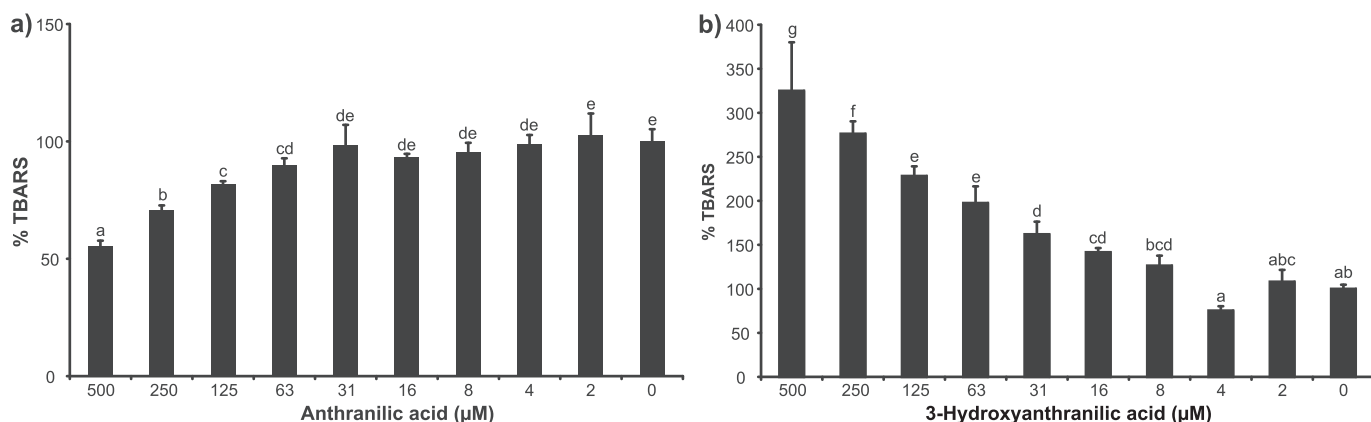 a)
150
100
50
0
% TBARS
a b c cd de de de de e e
500 250 125 63 31 16 8 4 2 0
Anthranilic acid (µM)
b)
400
350
300
250
200
150
100
50
0
% TBARS
g f e e d cd bcd a abc ab
500 250 125 63 31 16 8 4 2 0
3-Hydroxyanthranilic acid (µM)